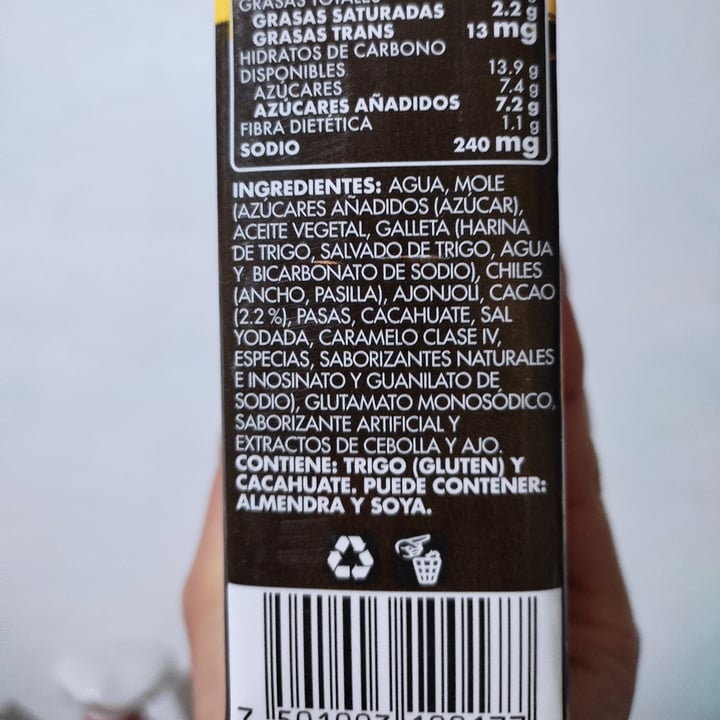 GRASAS TOTALES
GRASAS SATURADAS 2.2 g
GRASAS TRANS 13 mg
HIDRATOS DE CARBONO
DISPONIBLES 13.9 g
AZÚCARES 7.4 g
AZÚCARES AÑADIDOS 7.2 g
FIBRA DIETÉTICA 1.1 g
SODIO 240 mg
INGREDIENTES: AGUA, MOLE
(AZÚCARES AÑADIDOS (AZÚCAR),
ACEITE VEGETAL, GALLETA (HARINA
DE TRIGO, SALVADO DE TRIGO, AGUA
Y BICARBONATO DE SODIO), CHILES
(ANCHO, PASILLA), AJONJOLÍ, CACAO
(2.2 %), PASAS, CACAHUATE, SAL
YODADA, CARAMELO CLASE IV,
ESPECIAS, SABORIZANTES NATURALES
E INOSINATO Y GUANILATO DE
SODIO), GLUTAMATO MONOSÓDICO,
SABORIZANTE ARTIFICIAL Y
EXTRACTOS DE CEBOLLA Y AJO.
CONTIENE: TRIGO (GLUTEN) Y
CACAHUATE. PUEDE CONTENER:
ALMENDRA Y SOYA.